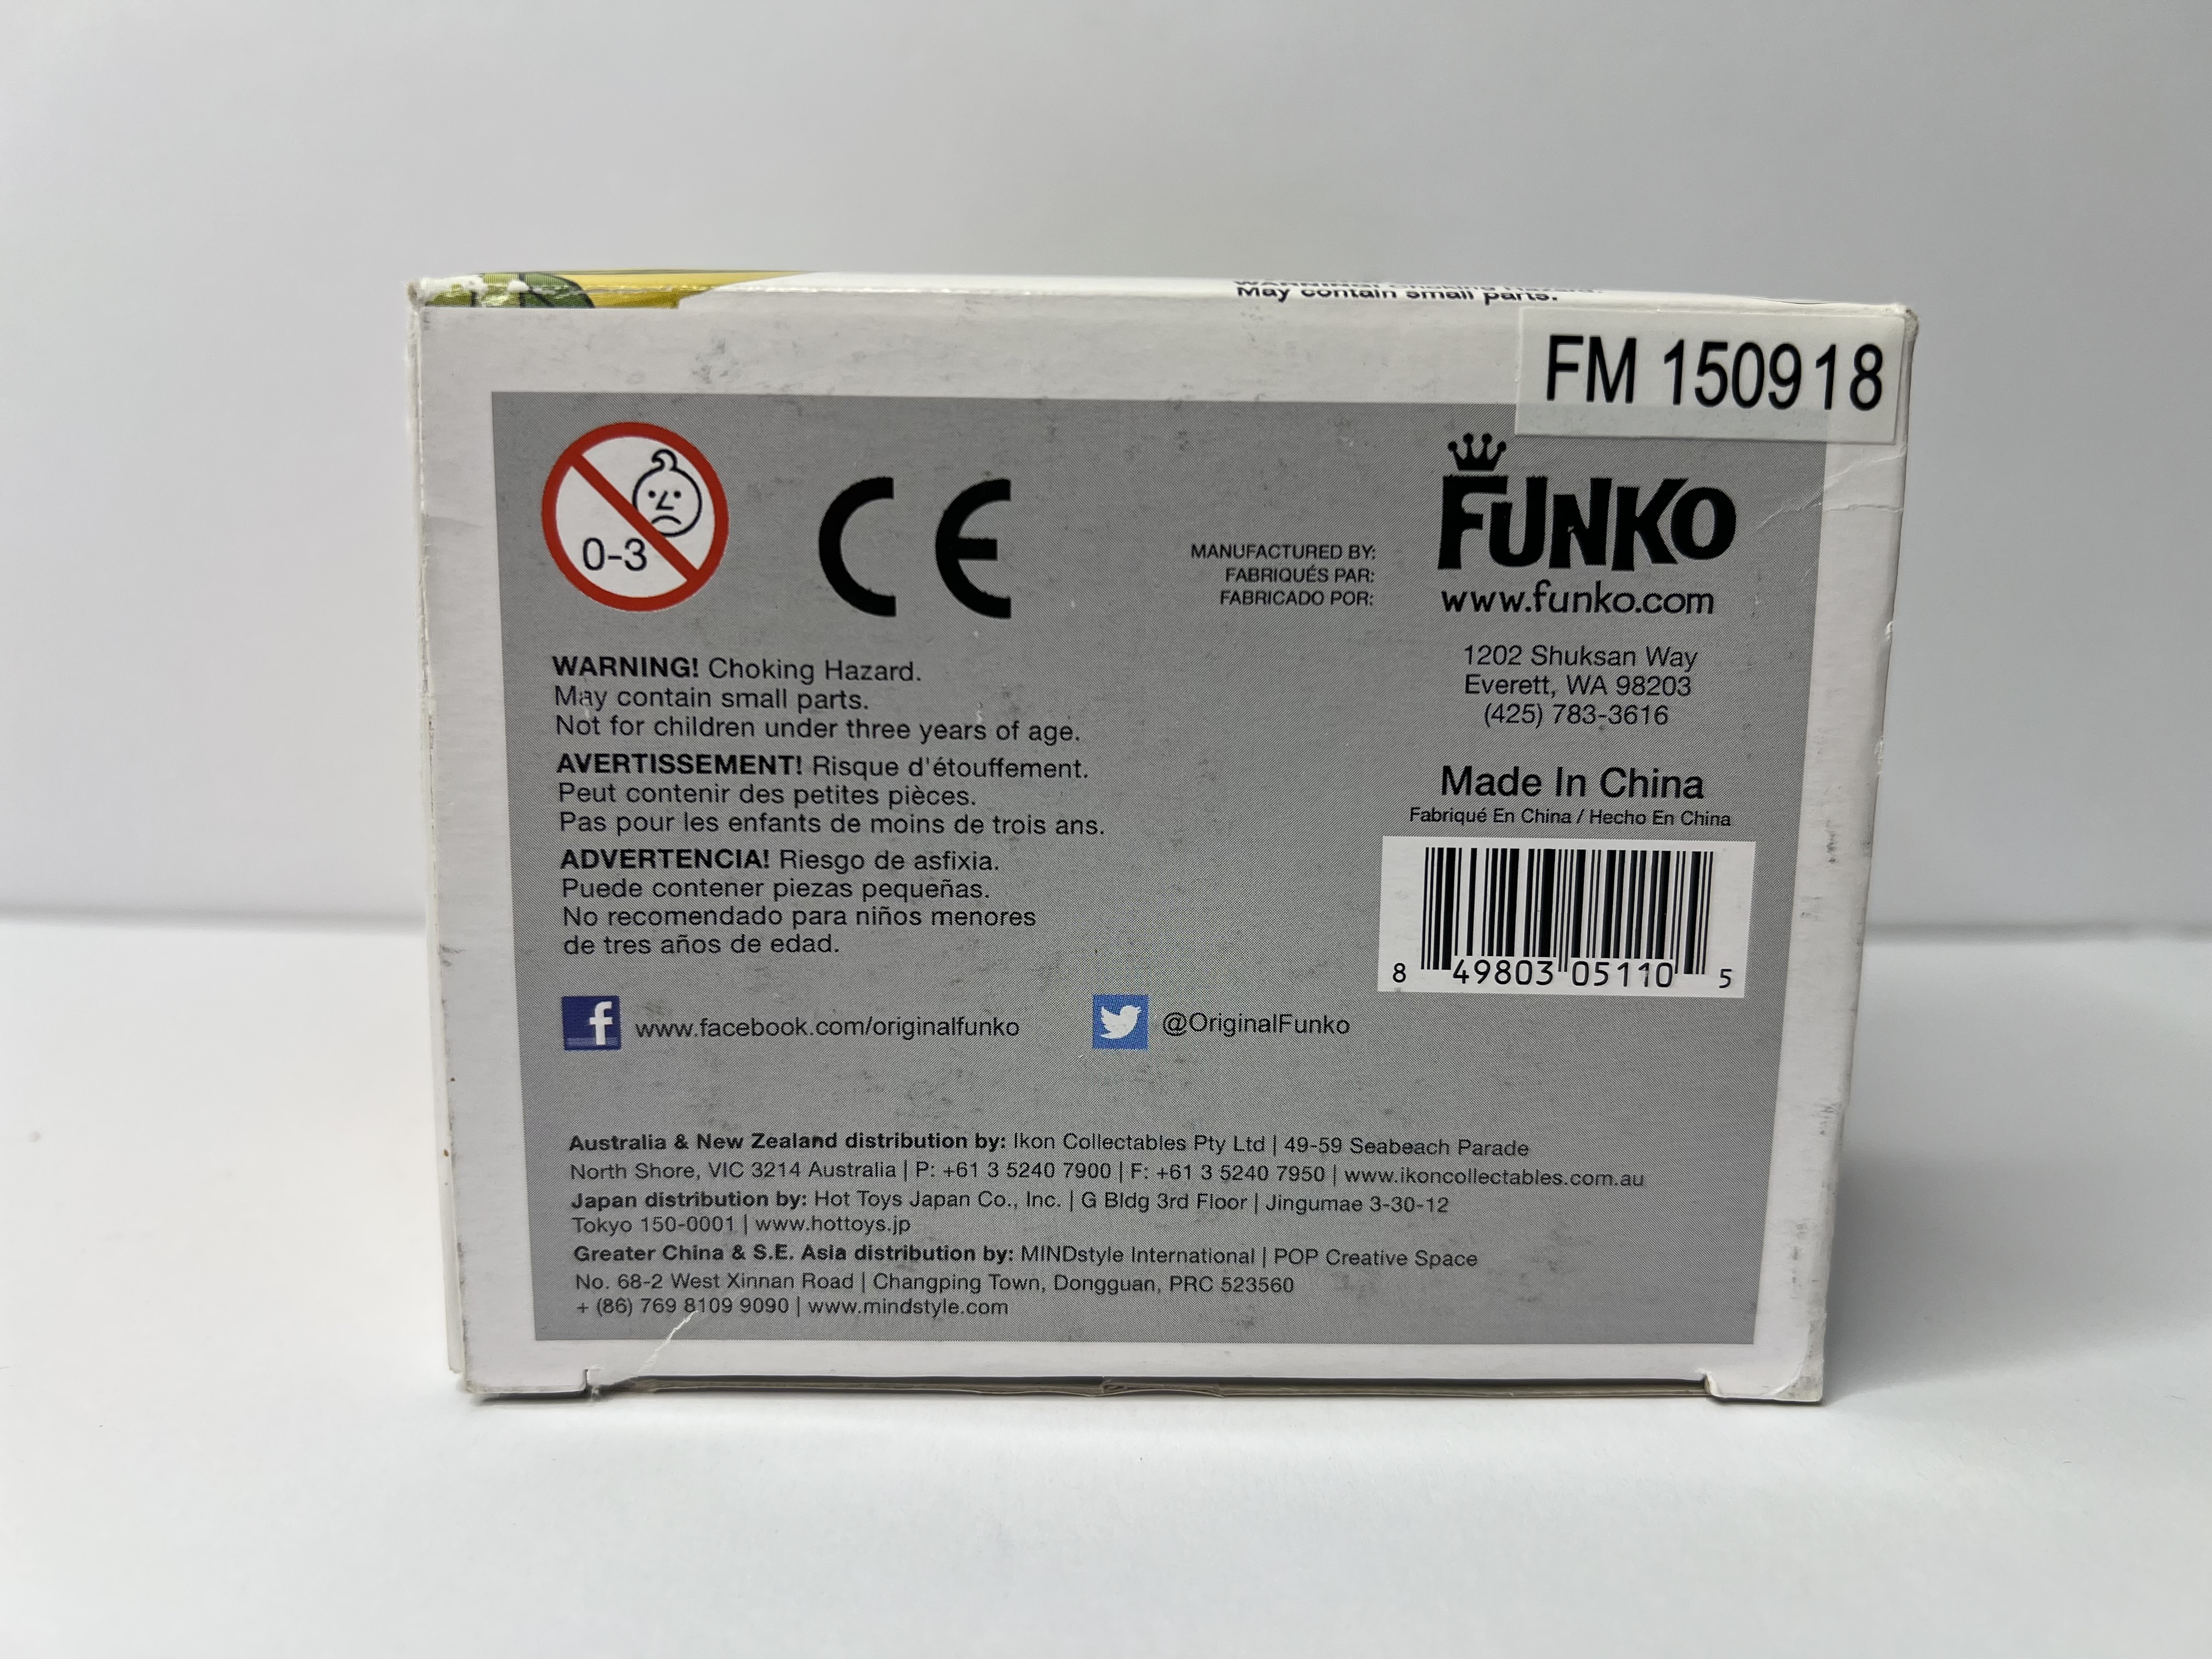 May contain small parts.
FM 150918
0-3
CE
MANUFACTURED BY:
FABRIQUÉS PAR:
FABRICADO POR:
FUNKO
www.funko.com
1202 Shuksan Way
Everett, WA 98203
(425) 783-3616
Made In China
Fabriqué En China / Hecho En China
8 49803 05110 5
WARNING! Choking Hazard.
May contain small parts.
Not for children under three years of age.
AVERTISSEMENT! Risque d'étouffement.
Peut contenir des petites pièces.
Pas pour les enfants de moins de trois ans.
ADVERTENCIA! Riesgo de asfixia.
Puede contener piezas pequeñas.
No recomendado para niños menores
de tres años de edad.
f www.facebook.com/originalfunko @OriginalFunko
Australia & New Zealand distribution by: Ikon Collectables Pty Ltd | 49-59 Seabeach Parade
North Shore, VIC 3214 Australia | P: +61 3 5240 7900 | F: +61 3 5240 7950 | www.ikoncollectables.com.au
Japan distribution by: Hot Toys Japan Co., Inc. | G Bldg 3rd Floor | Jingumae 3-30-12
Tokyo 150-0001 | www.hottoys.jp
Greater China & S.E. Asia distribution by: MINDstyle International | POP Creative Space
No. 68-2 West Xinnan Road | Changping Town, Dongguan, PRC 523560
+ (86) 769 8109 9090 | www.mindstyle.com